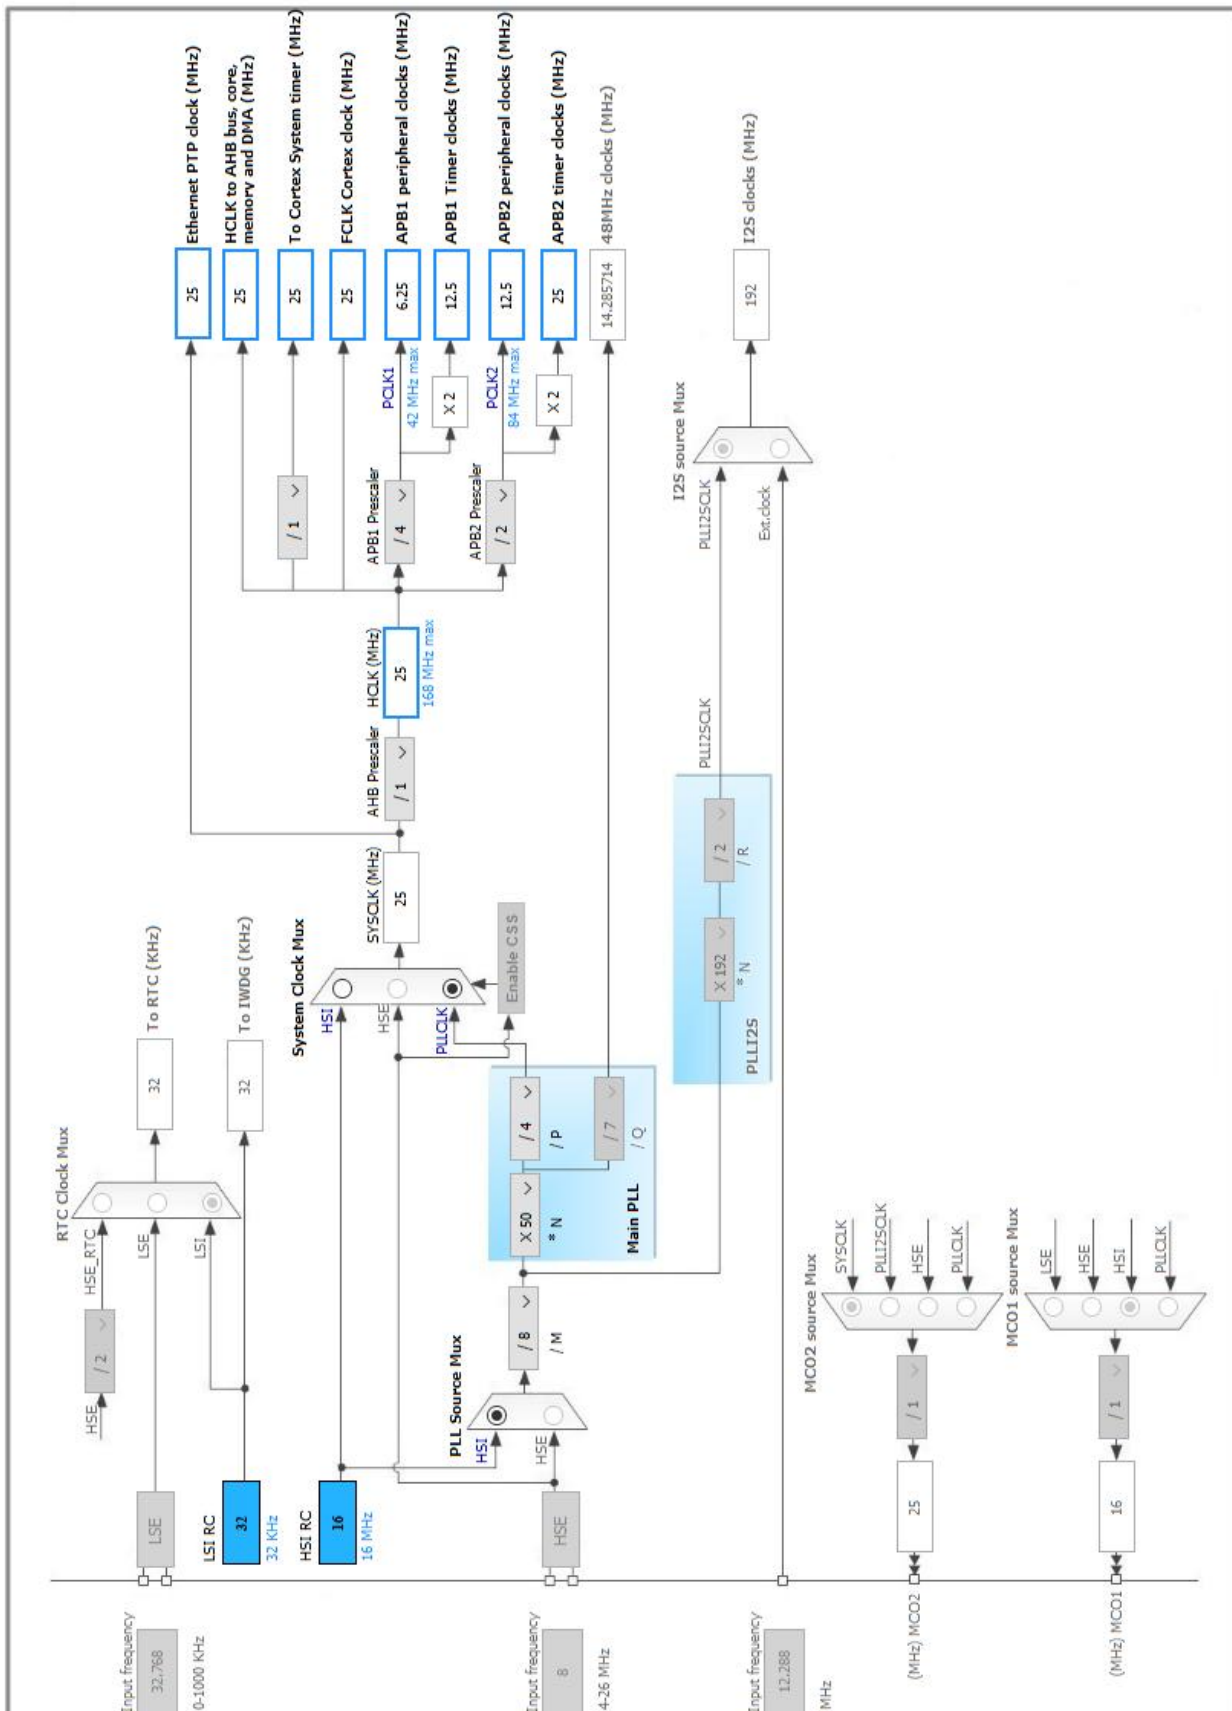 RTC Clock Mux
HSE
/ 2
HSE_RTC
LSE
LSI
32
To RTC (KHz)
32
To IWDG (KHz)
Input frequency
32.768
0-1000 KHz
LSE
LSI RC
32
32 KHz
HSI RC
16
16 MHz
System Clock Mux
HSI
HSE
PLLCLK
Enable CSS
SYSCLK (MHz)
25
AHB Prescaler
/ 1
HCLK (MHz)
25
168 MHz max
25
Ethernet PTP clock (MHz)
25
HCLK to AHB bus, core,
memory and DMA (MHz)
/ 1
25
To Cortex System timer (MHz)
25
FCLK Cortex clock (MHz)
APB1 Prescaler
/ 4
PCLK1
42 MHz max
6.25
APB1 peripheral clocks (MHz)
X 2
12.5
APB1 Timer clocks (MHz)
APB2 Prescaler
/ 2
PCLK2
84 MHz max
12.5
APB2 peripheral clocks (MHz)
X 2
25
APB2 timer clocks (MHz)
14.285714
48MHz clocks (MHz)
PLL Source Mux
HSI
HSE
Input frequency
8
4-26 MHz
HSE
/ 8
/ M
X 50
* N
/ 4
/ P
/ 7
/ Q
Main PLL
X 192
* N
/ 2
/ R
PLLI2S
PLLI2SCLK
PLLI2SCLK
I2S source Mux
Ext.clock
192
I2S clocks (MHz)
Input frequency
12.288
MHz
MCO2 source Mux
SYSCLK
PLLI2SCLK
HSE
PLLCLK
/ 1
25
(MHz) MCO2
MCO1 source Mux
LSE
HSE
HSI
PLLCLK
/ 1
16
(MHz) MCO1